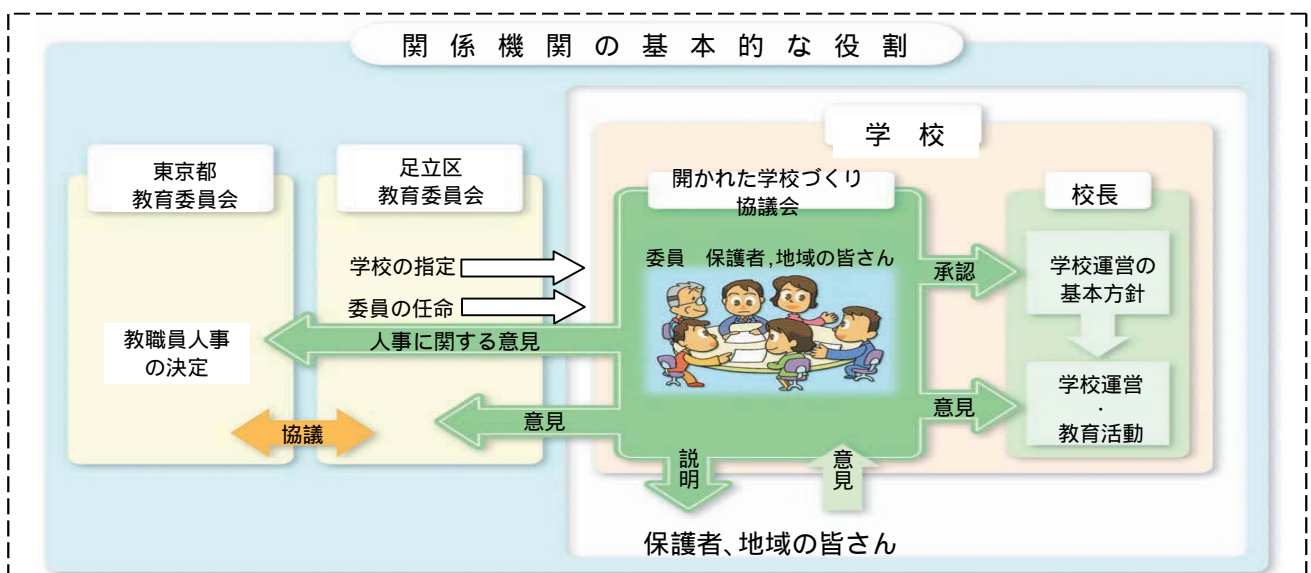 関係機関の基本的な役割
学校
東京都
教育委員会
足立区
教育委員会
開かれた学校づくり
協議会
校長
学校の指定
委員の任命
委員 保護者,地域の皆さん
承認
学校運営の
基本方針
人事に関する意見
教職員人事
の決定
協議
意見
意見
学校運営
・
教育活動
説明
意見
保護者、地域の皆さん